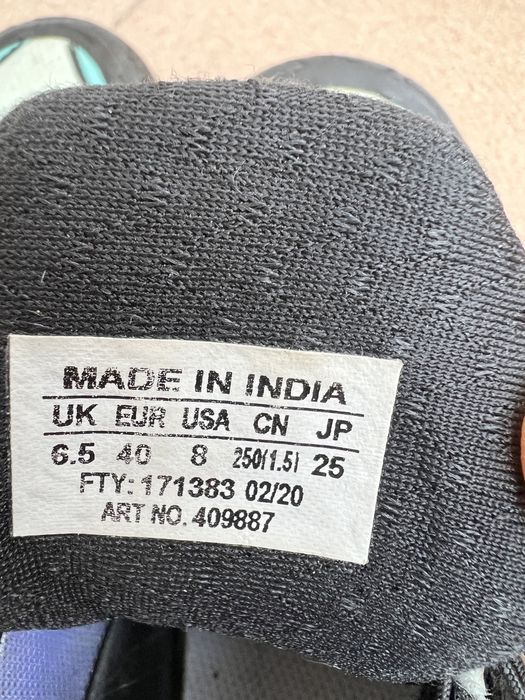 MADE IN INDIA
UK EUR USA CN JP
6.5 40 8 250(1.5) 25
FTY: 171383 02/20
ART NO. 409887